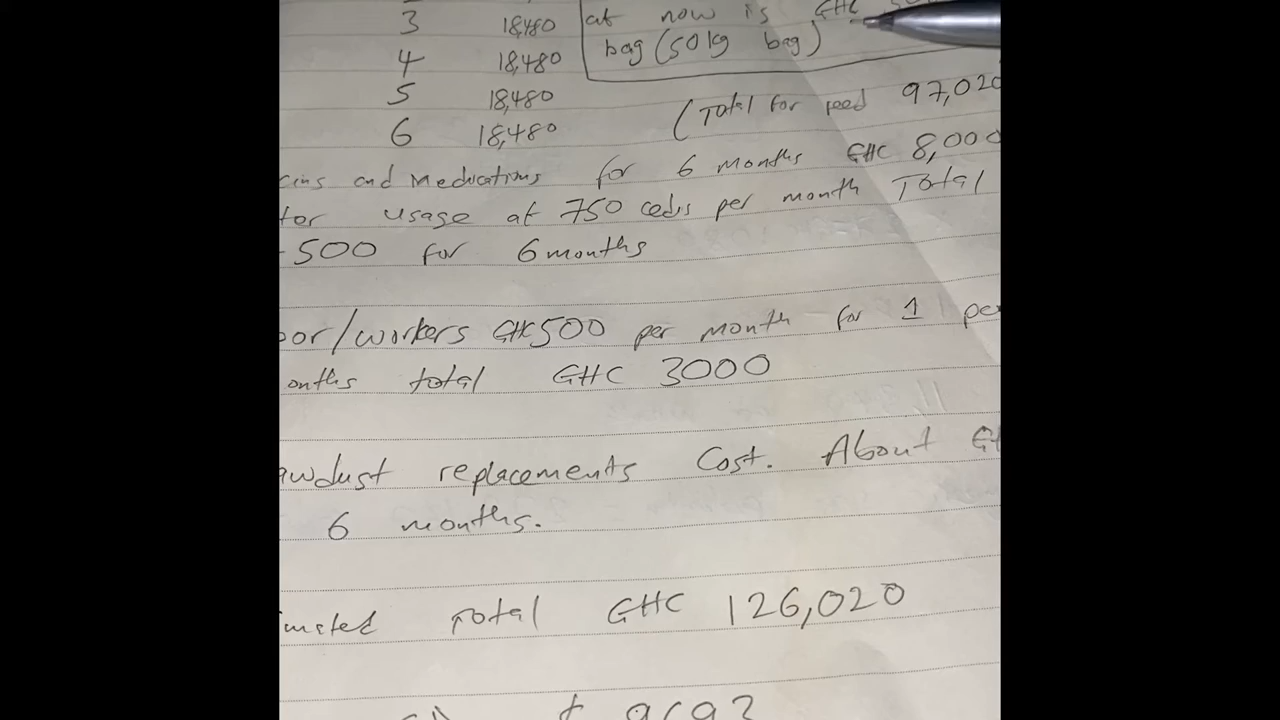 3 18,480 at now is GHC
4 18,480 bag (50kg bag)
5 18,480
6 18,480 (Total for feed 97,020
cins and Medications for 6 months GHC 8,000
ter usage at 750 cedis per month Total
500 for 6 months
bor/workers GHC 500 per month for 1 pe
onths total GHC 3000
awdust replacements Cost. About G
6 months.
imated Total GHC 126,020